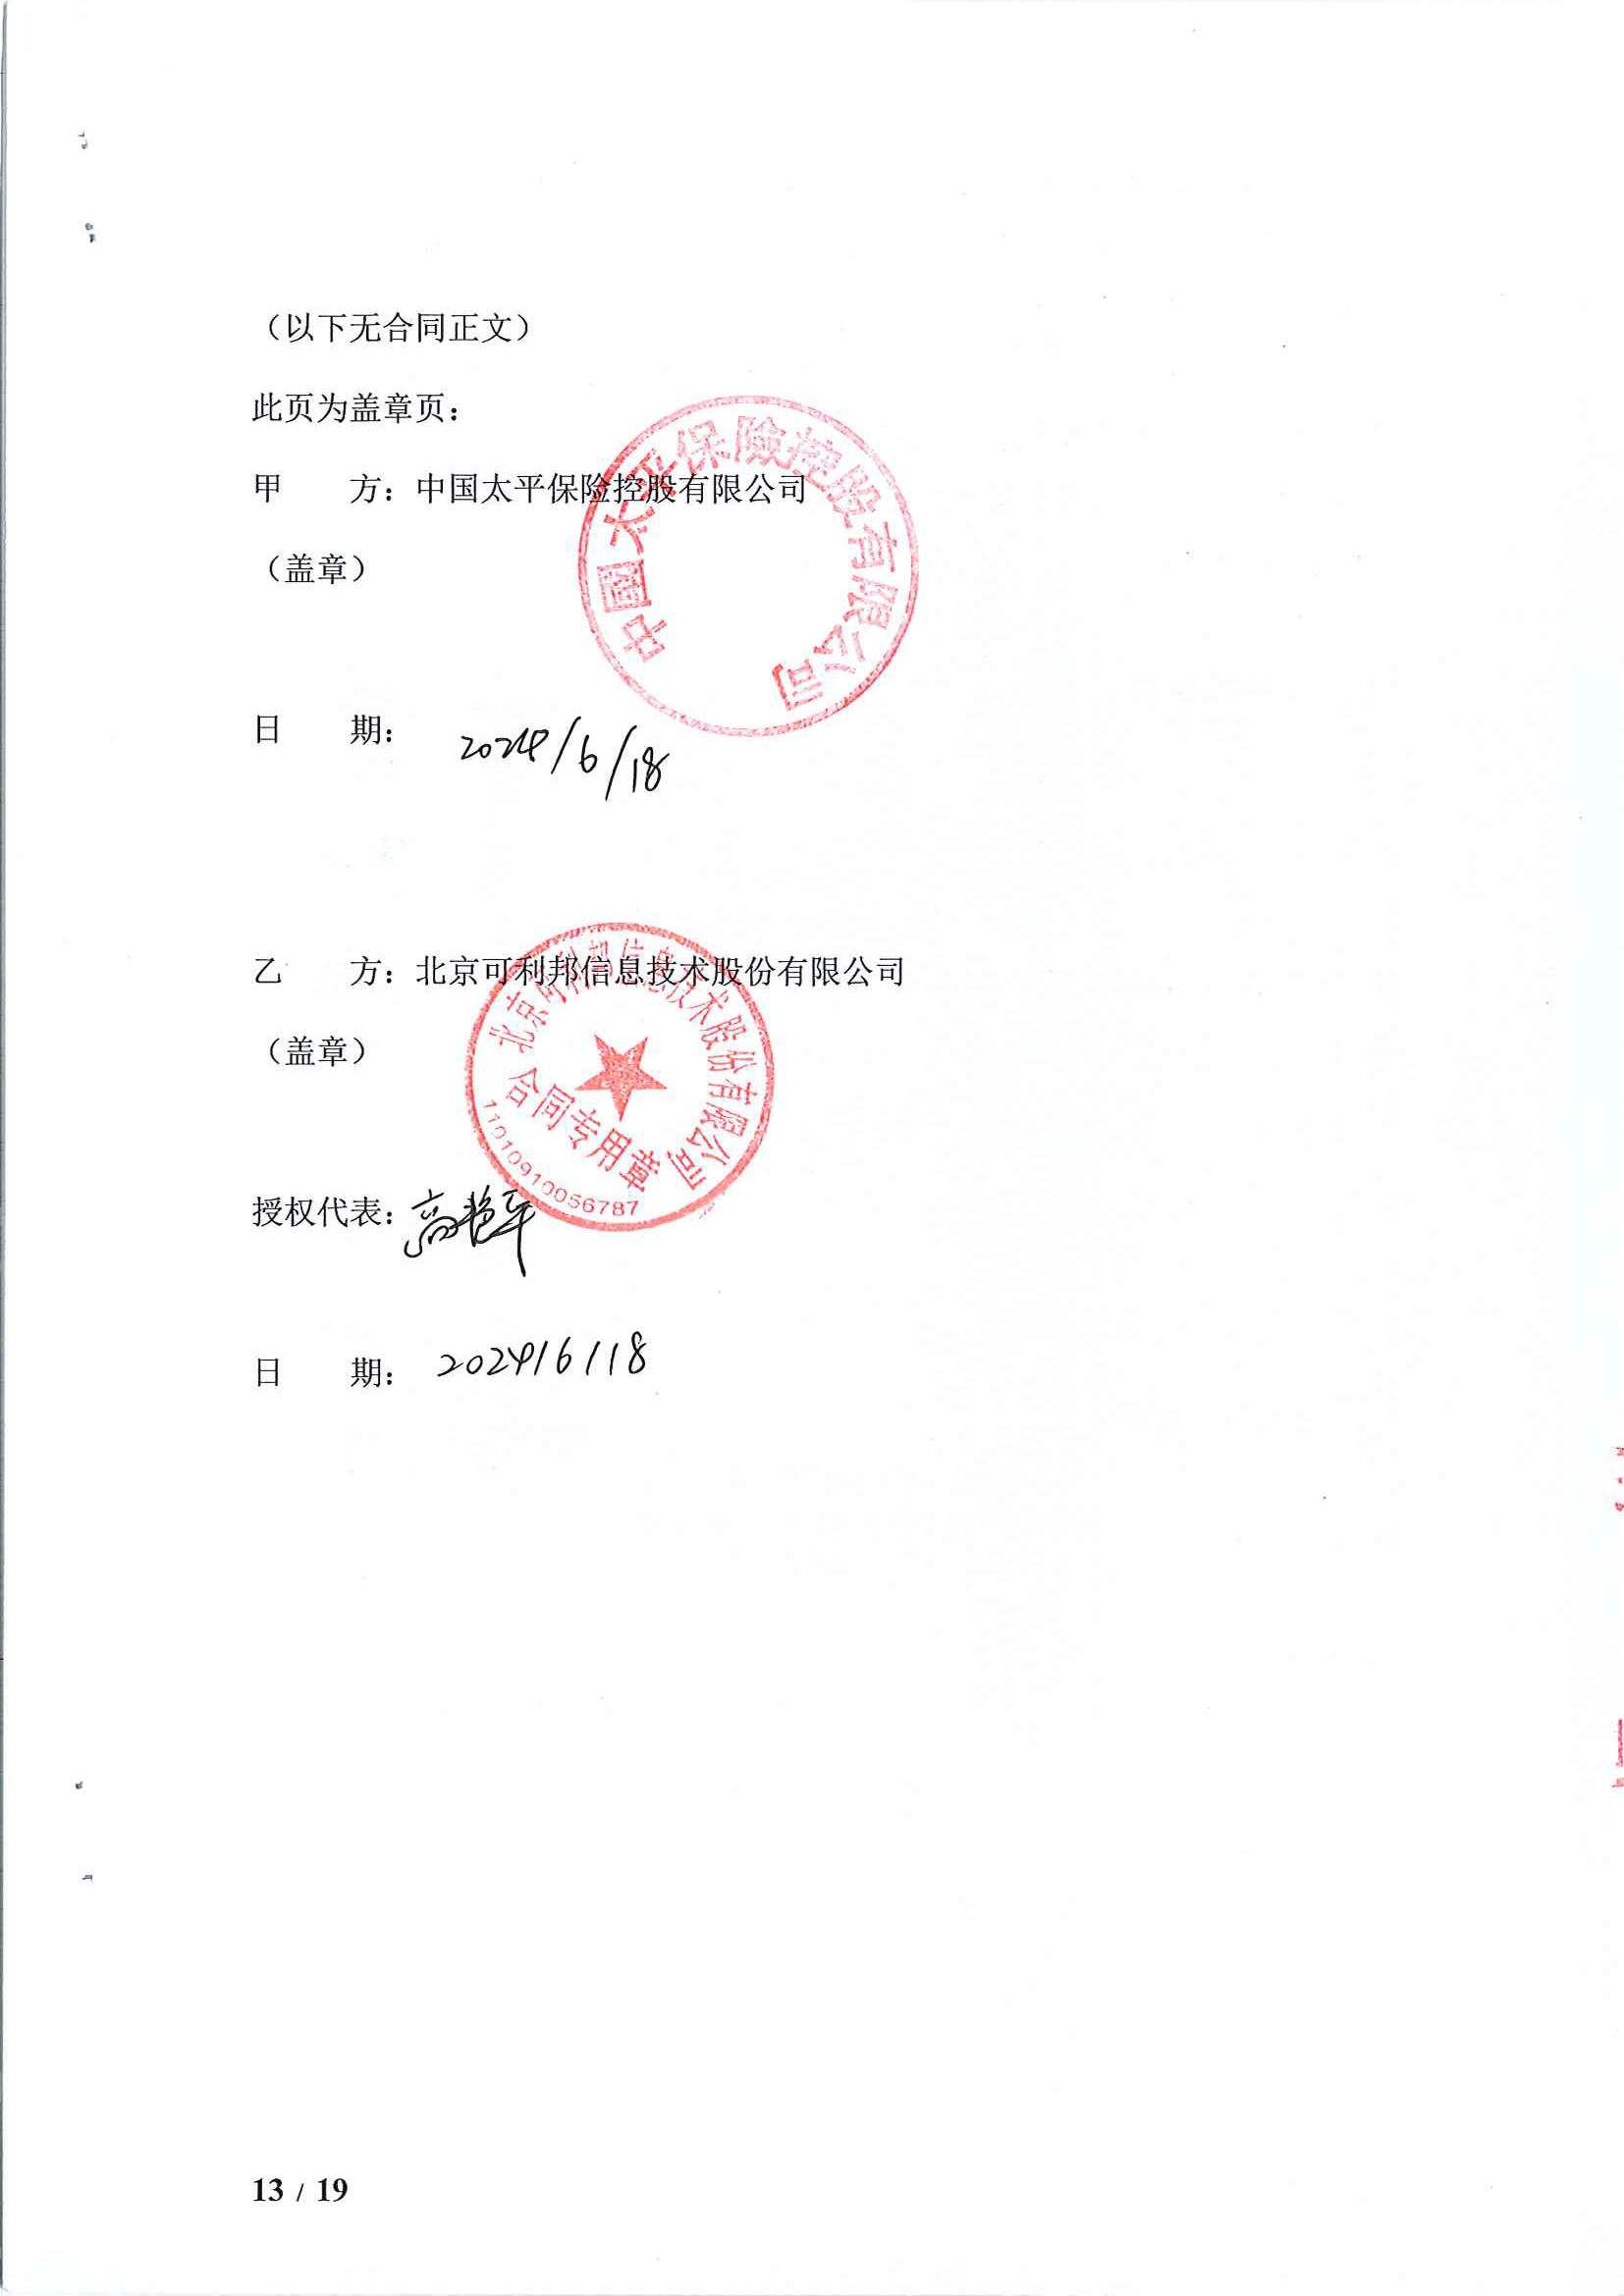 （以下无合同正文）
此页为盖章页：
甲　　方：中国太平保险控股有限公司
中國太平保險控股有限公司
（盖章）
日　　期： 2024/6/18
乙　　方：北京可利邦信息技术股份有限公司
北京可利邦信息技术股份有限公司
（盖章）
合同专用章
1101091005678７
授权代表：高艳军
日　　期： 2024/6/18
13 / 19